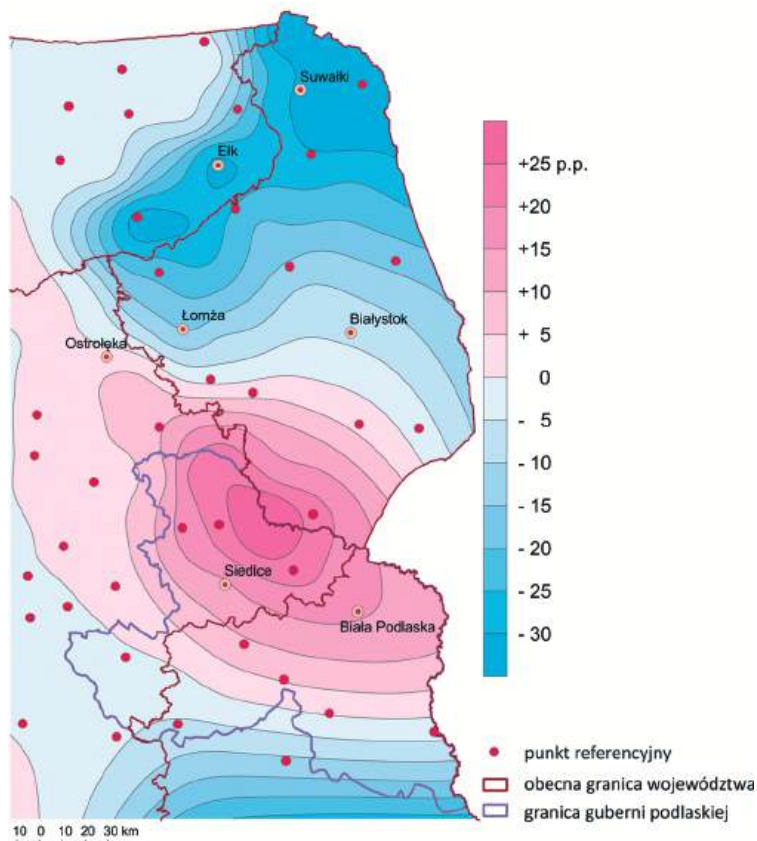 Suwałki
Ełk
Łomża
Białystok
Ostrołęka
Siedlce
Biała Podlaska
+25 p.p.
+20
+15
+10
+ 5
0
- 5
- 10
- 15
- 20
- 25
- 30
punkt referencyjny
obecna granica województwa
granica guberni podlaskiej
10 0 10 20 30 km